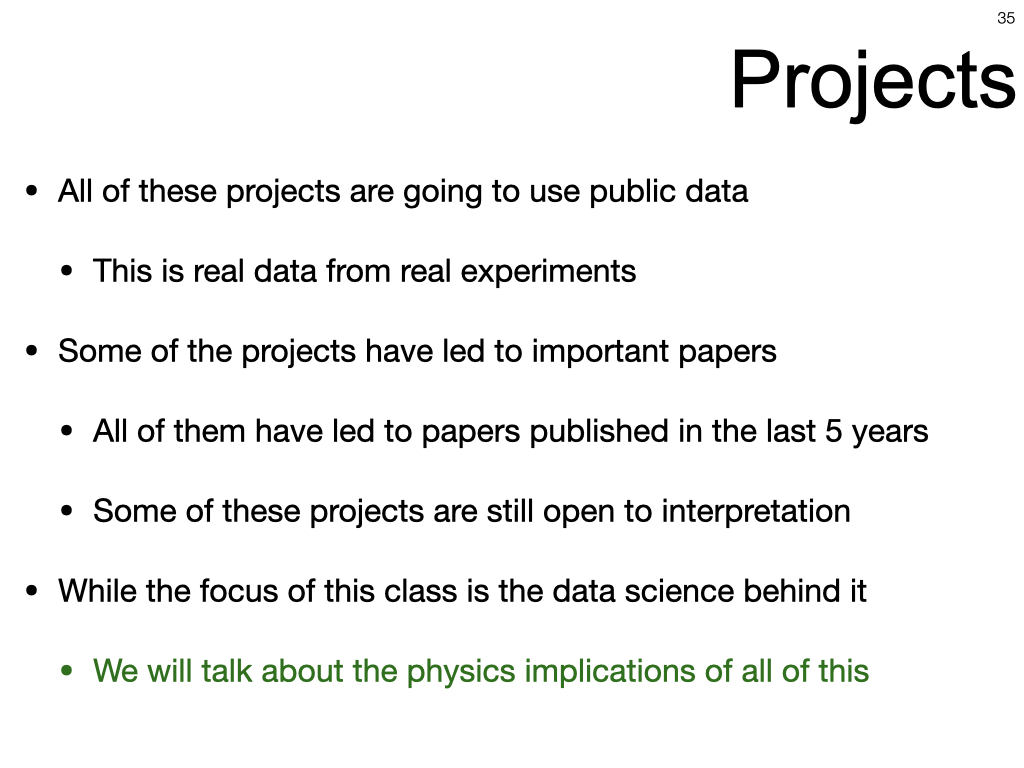 35
Projects
• All of these projects are going to use public data
• This is real data from real experiments
• Some of the projects have led to important papers
• All of them have led to papers published in the last 5 years
• Some of these projects are still open to interpretation
• While the focus of this class is the data science behind it
• We will talk about the physics implications of all of this